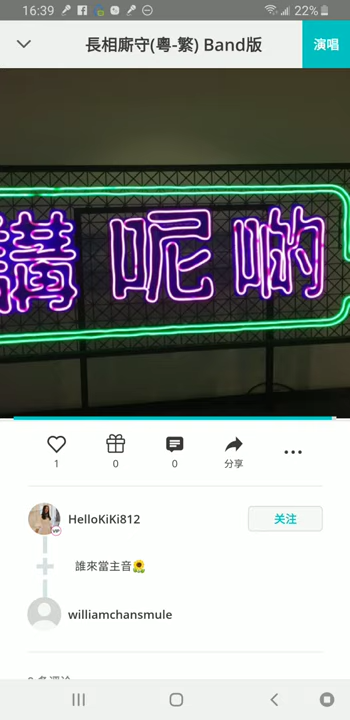 16:39
22%
長相廝守(粵-繁) Band版
演唱
講呢啲
1
0
0
分享
HelloKiKi812
VIP
关注
誰來當主音🌻
williamchansmule